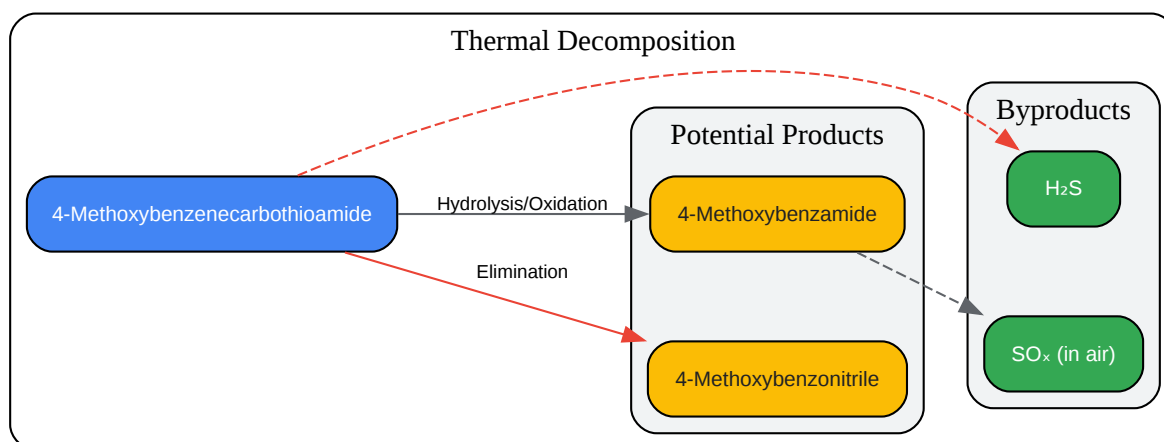 Thermal Decomposition
Byproducts
Potential Products
H₂S
4-Methoxybenzenecarbothioamide
Hydrolysis/Oxidation
4-Methoxybenzamide
Elimination
SOₓ (in air)
4-Methoxybenzonitrile